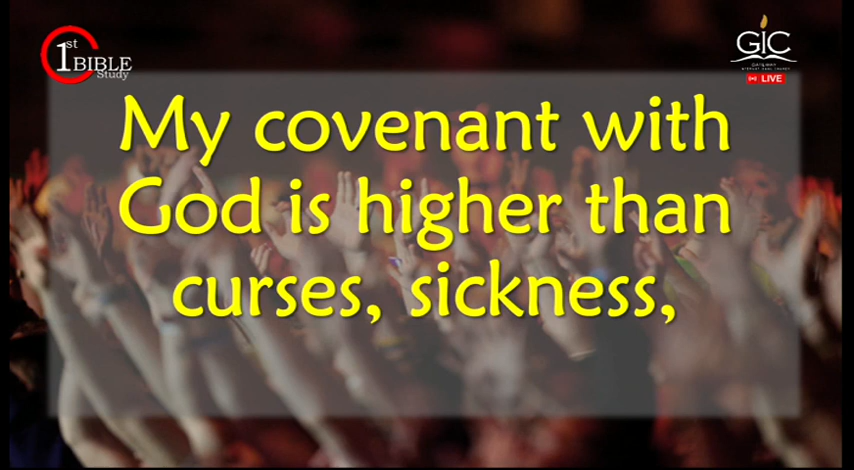 1st
BIBLE
Study
GIC
LIVE
My covenant with
God is higher than
curses, sickness,